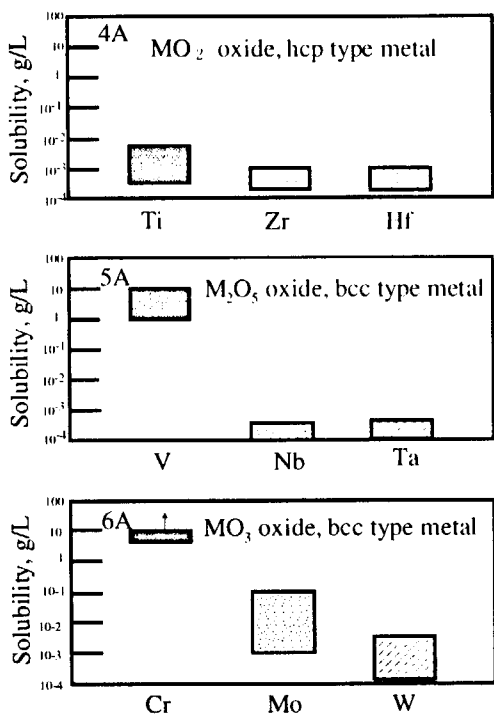 4A MO₂ oxide, hcp type metal
Solubility, g/L
100
10
1
10⁻¹
10⁻²
10⁻³
10⁻⁴
Ti Zr Hf
5A M₂O₅ oxide, bcc type metal
Solubility, g/L
100
10
1
10⁻¹
10⁻²
10⁻³
10⁻⁴
V Nb Ta
6A MO₃ oxide, bcc type metal
Solubility, g/L
100
10
1
10⁻¹
10⁻²
10⁻³
10⁻⁴
Cr Mo W